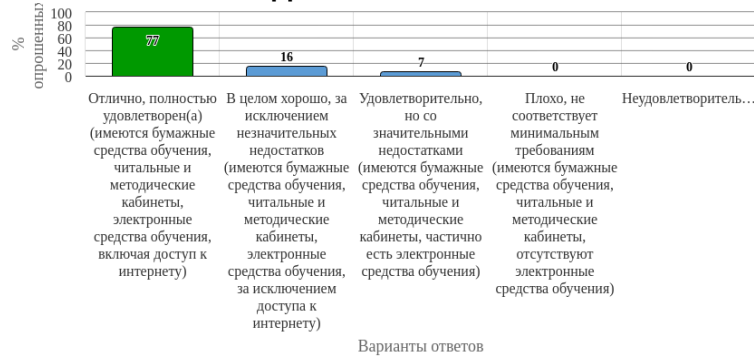 100
80
60
40
20
0
%
опрошенных
77
16
7
0
0
Отлично, полностью
удовлетворен(а)
(имеются бумажные
средства обучения,
читальные и
методические
кабинеты,
электронные
средства обучения,
включая доступ к
интернету)
В целом хорошо, за
исключением
незначительных
недостатков
(имеются бумажные
средства обучения,
читальные и
методические
кабинеты,
электронные
средства обучения,
за исключением
доступа к
интернету)
Удовлетворительно,
но со
значительными
недостатками
(имеются бумажные
средства обучения,
читальные и
методические
кабинеты, частично
есть электронные
средства обучения)
Плохо, не
соответствует
минимальным
требованиям
(имеются бумажные
средства обучения,
читальные и
методические
кабинеты,
отсутствуют
электронные
средства обучения)
Неудовлетворитель…
Варианты ответов